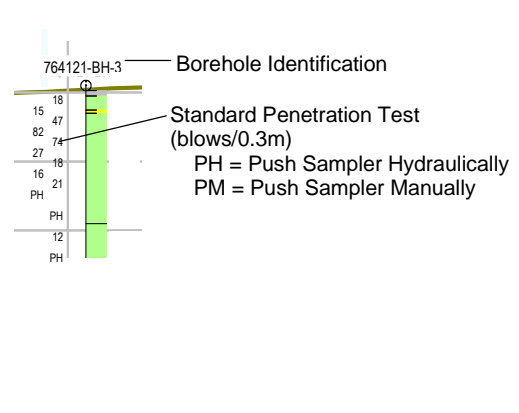 764121-BH-3
Borehole Identification
18
15
47
82
74
27
18
16
21
PH
PH
12
PH
Standard Penetration Test
(blows/0.3m)
PH = Push Sampler Hydraulically
PM = Push Sampler Manually